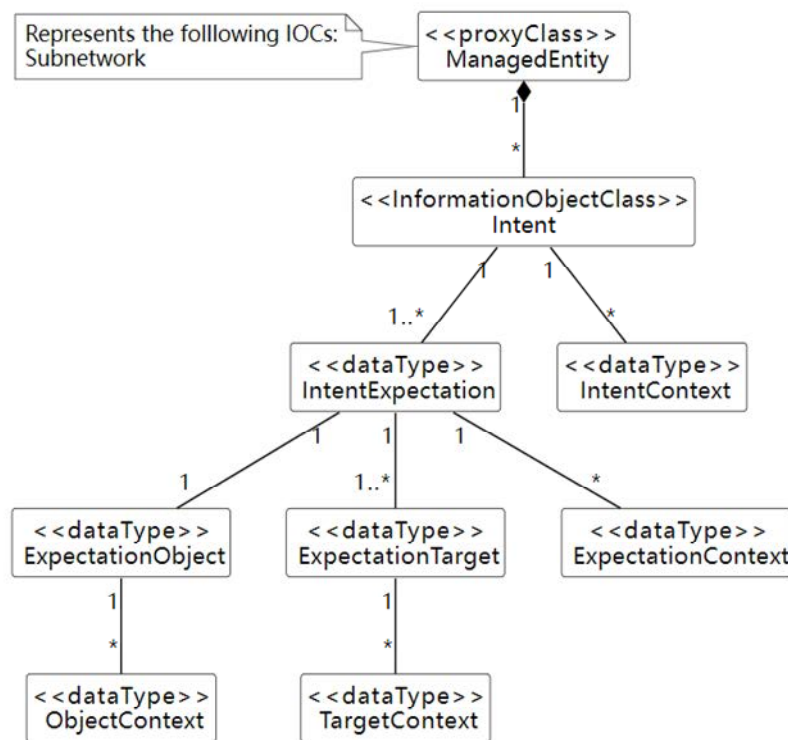 Represents the folllowing IOCs:
Subnetwork
<<proxyClass>>
ManagedEntity
1
*
<<InformationObjectClass>>
Intent
1
1
1..*
*
<<dataType>>
IntentExpectation
<<dataType>>
IntentContext
1
1
1
1
1..*
*
<<dataType>>
ExpectationObject
<<dataType>>
ExpectationTarget
<<dataType>>
ExpectationContext
1
1
*
*
<<dataType>>
ObjectContext
<<dataType>>
TargetContext